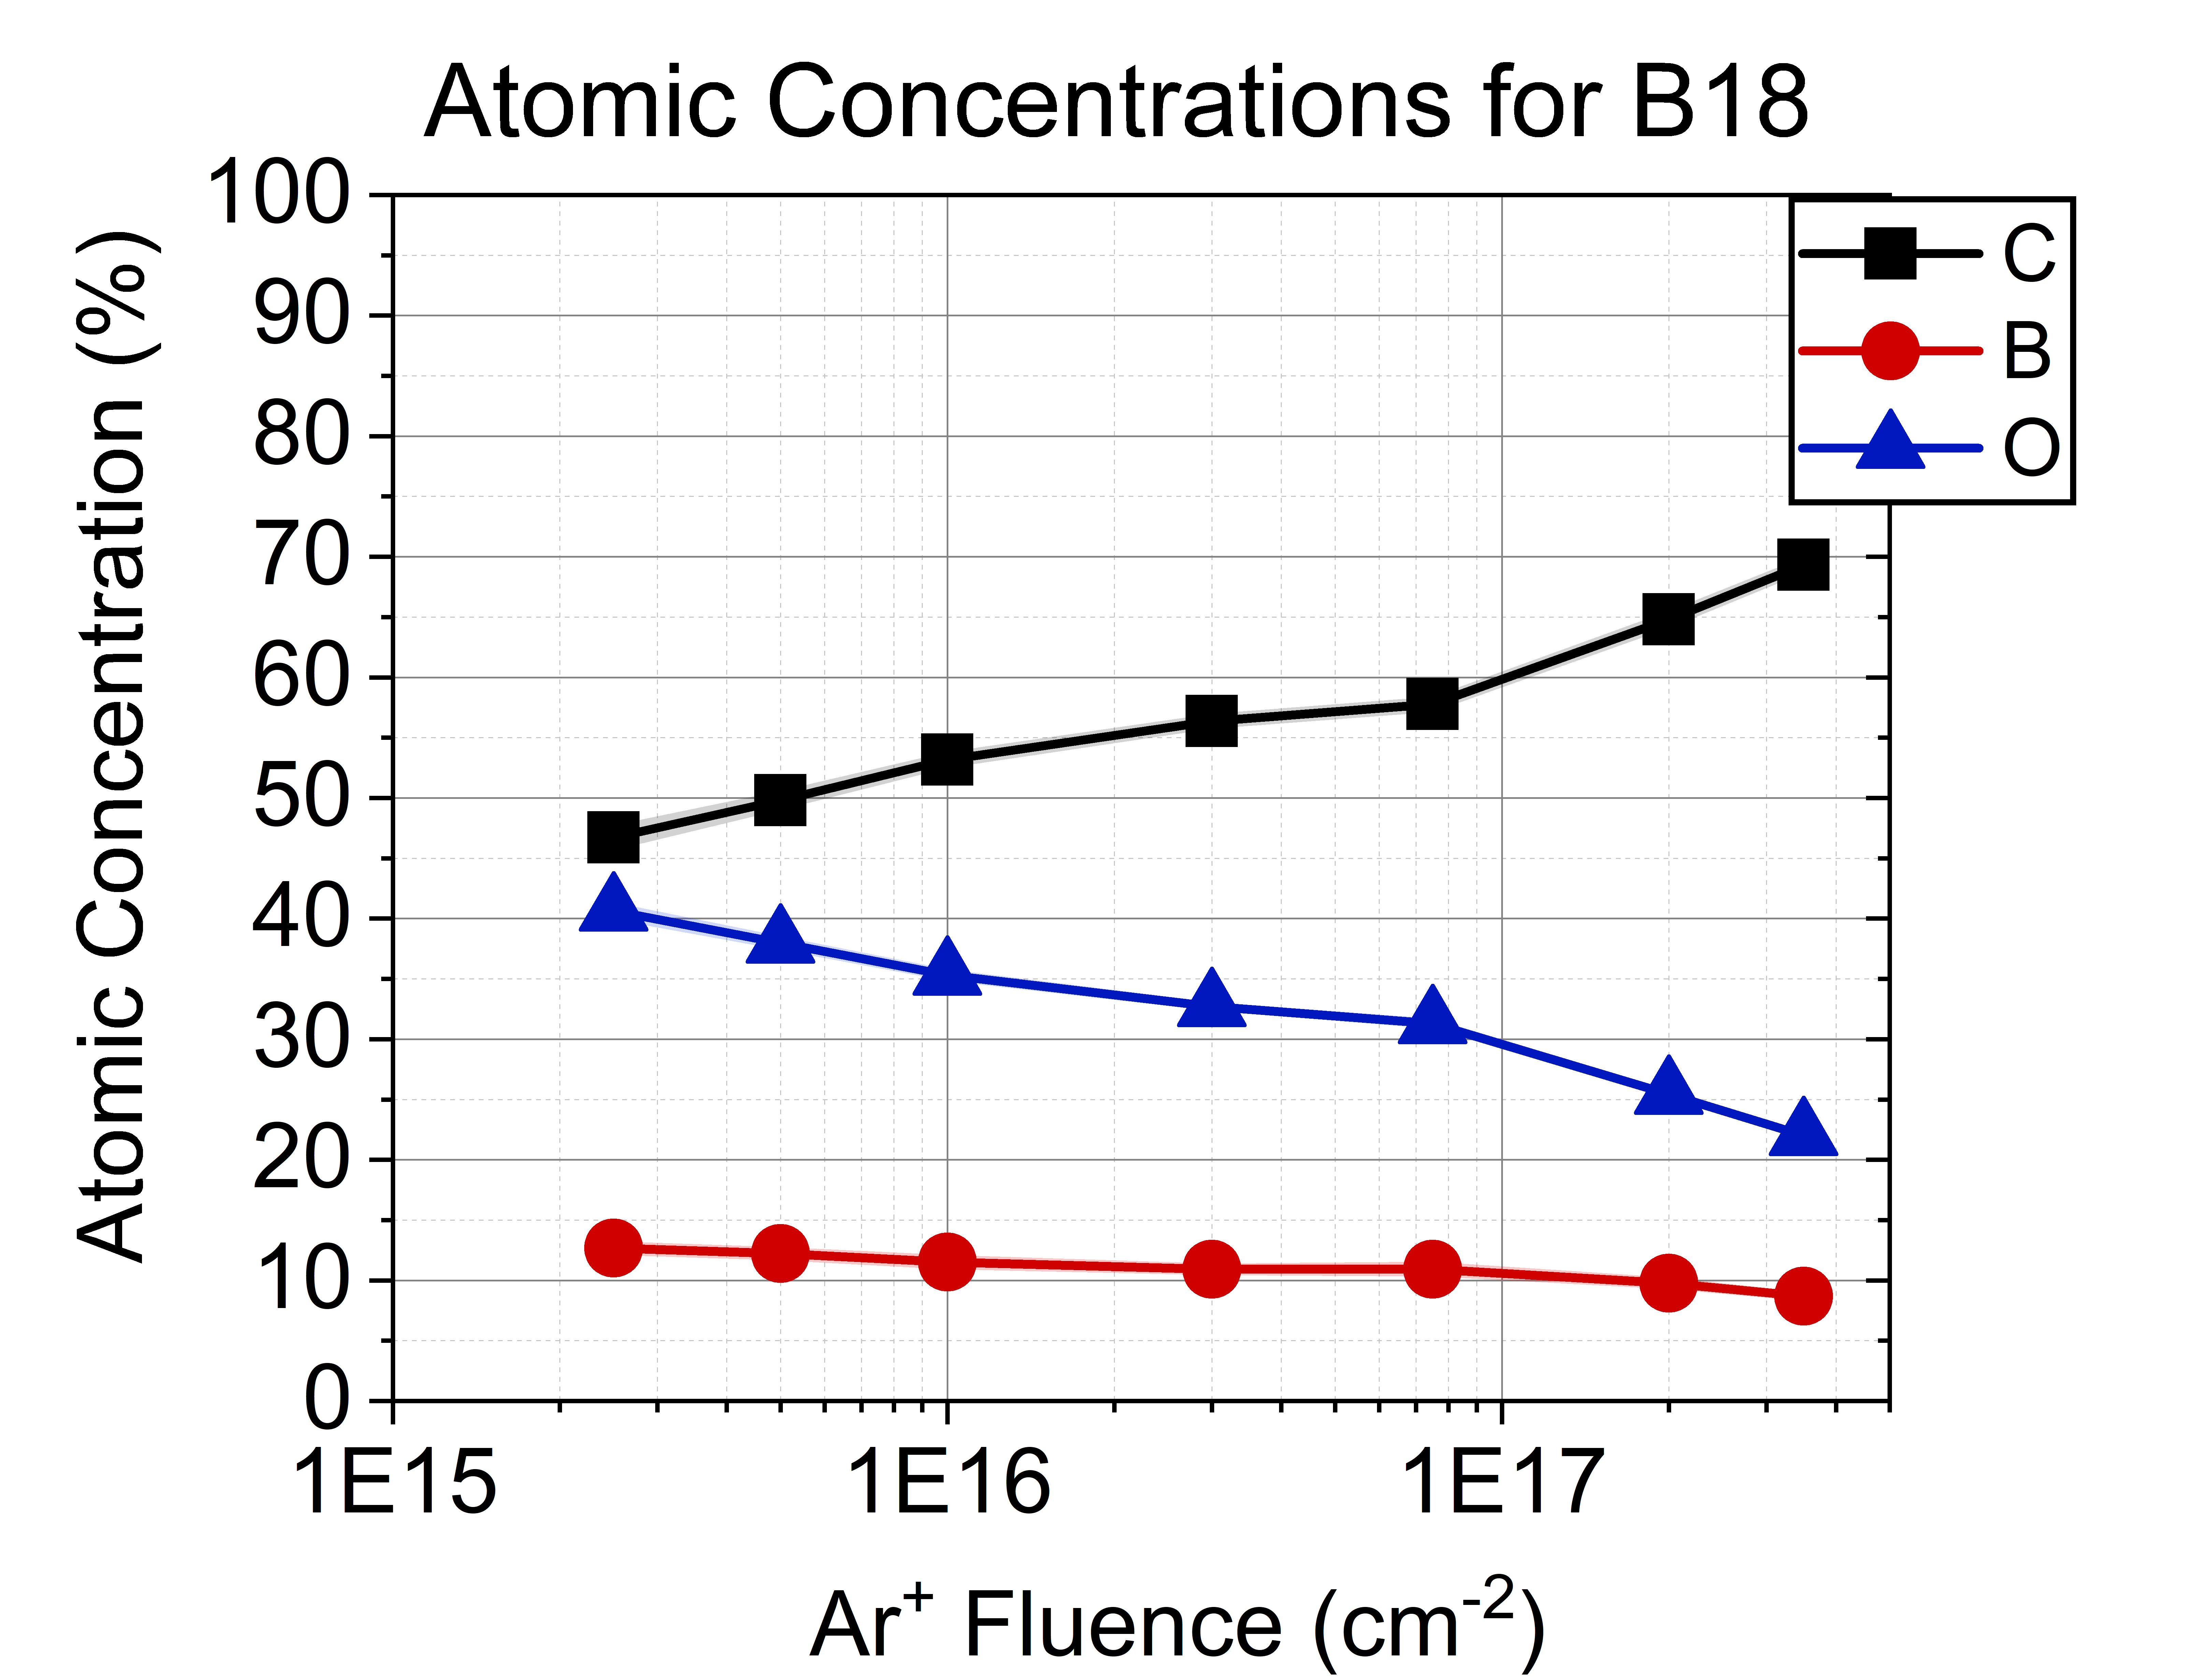 Atomic Concentrations for B18
Atomic Concentration (%)
100
90
80
70
60
50
40
30
20
10
0
C
B
O
1E15 1E16 1E17
Ar⁺ Fluence (cm⁻²)